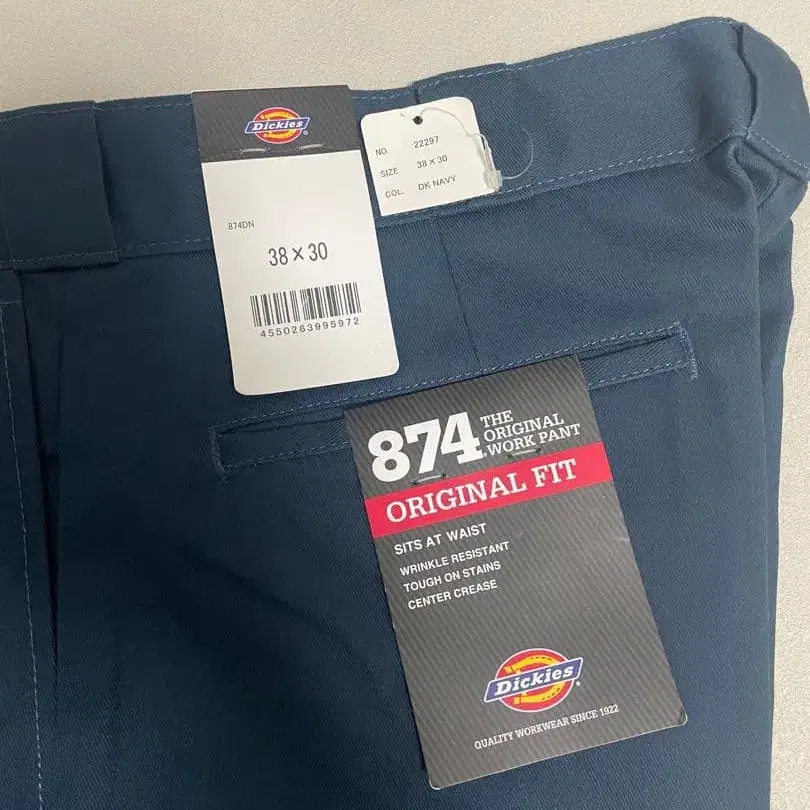 Dickies
874DN
38×30
4550263995972
NO. 22297
SIZE 38×30
COL. DK NAVY
874 THE
ORIGINAL
WORK PANT
ORIGINAL FIT
SITS AT WAIST
WRINKLE RESISTANT
TOUGH ON STAINS
CENTER CREASE
Dickies
QUALITY WORKWEAR SINCE 1922